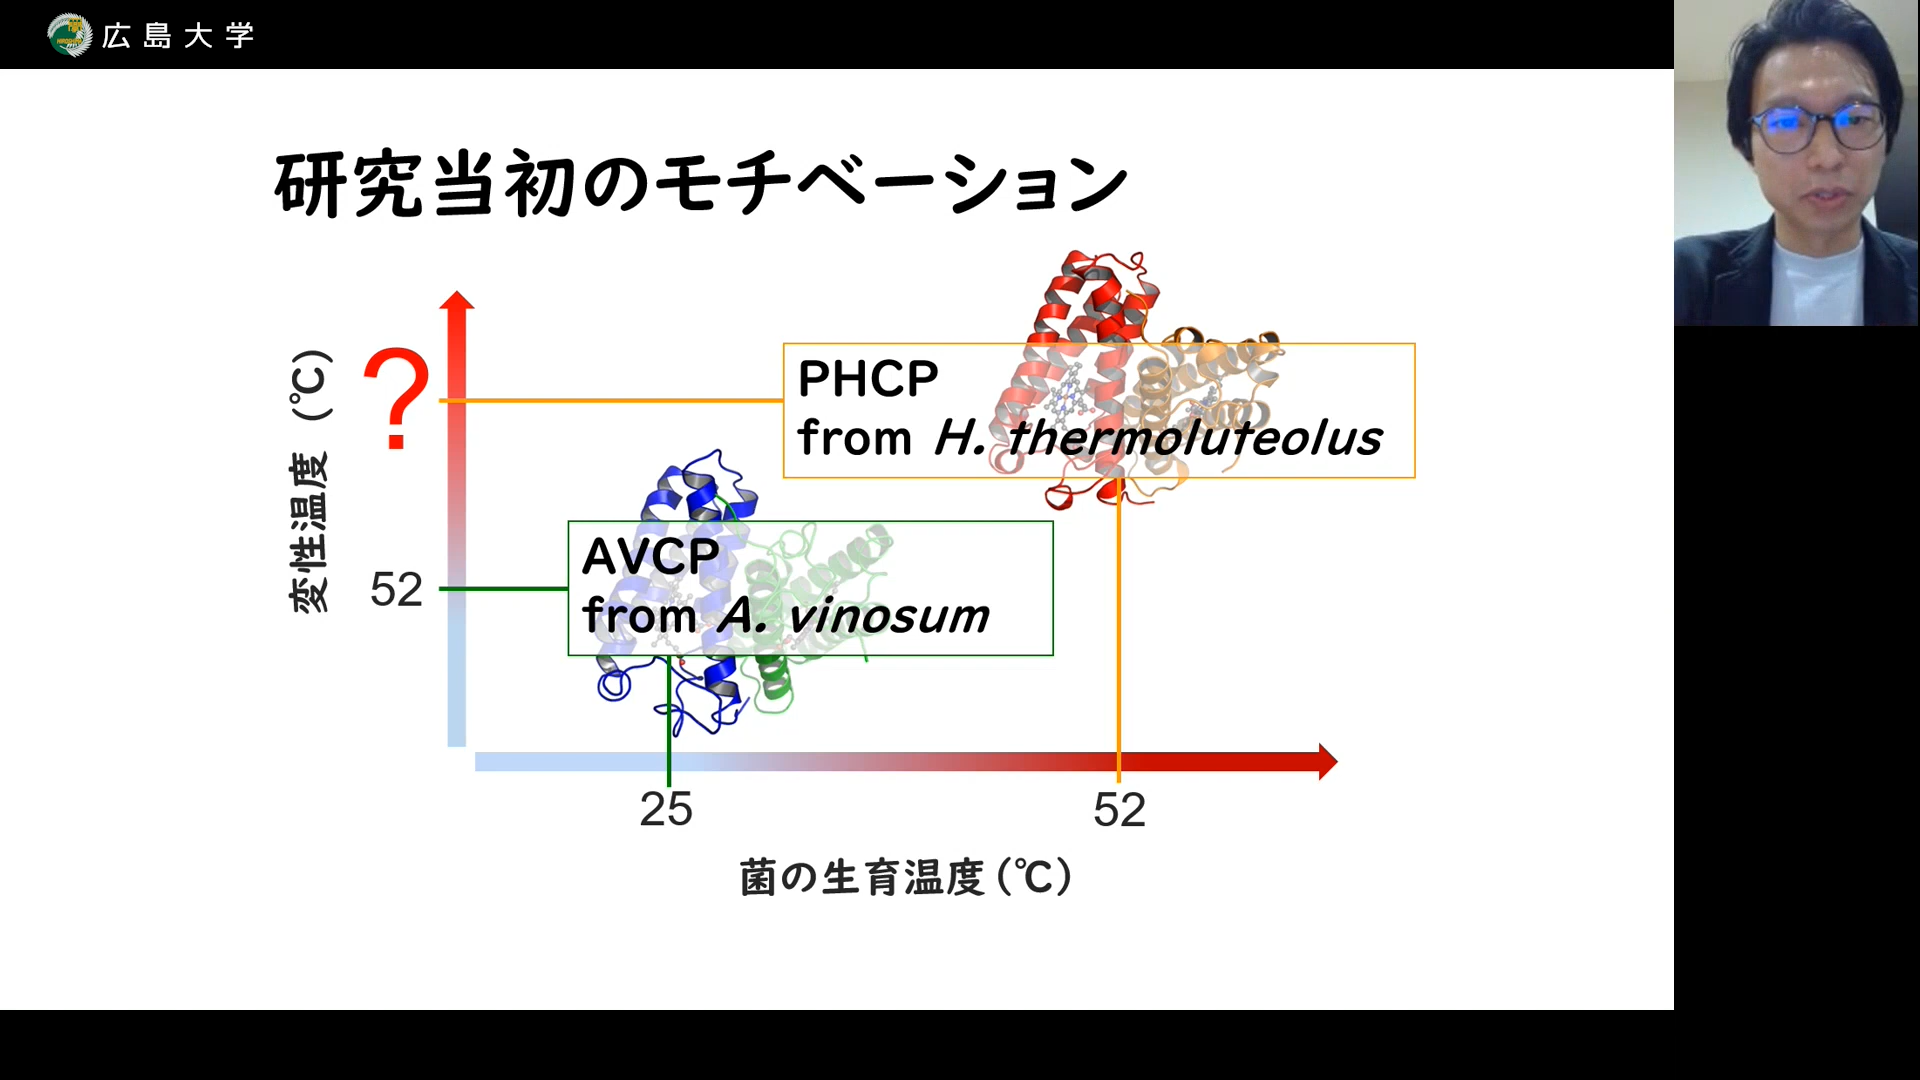 広島大学
研究当初のモチベーション
変性温度 (℃)
?
PHCP
from H. thermoluteolus
52
AVCP
from A. vinosum
25
52
菌の生育温度(℃)